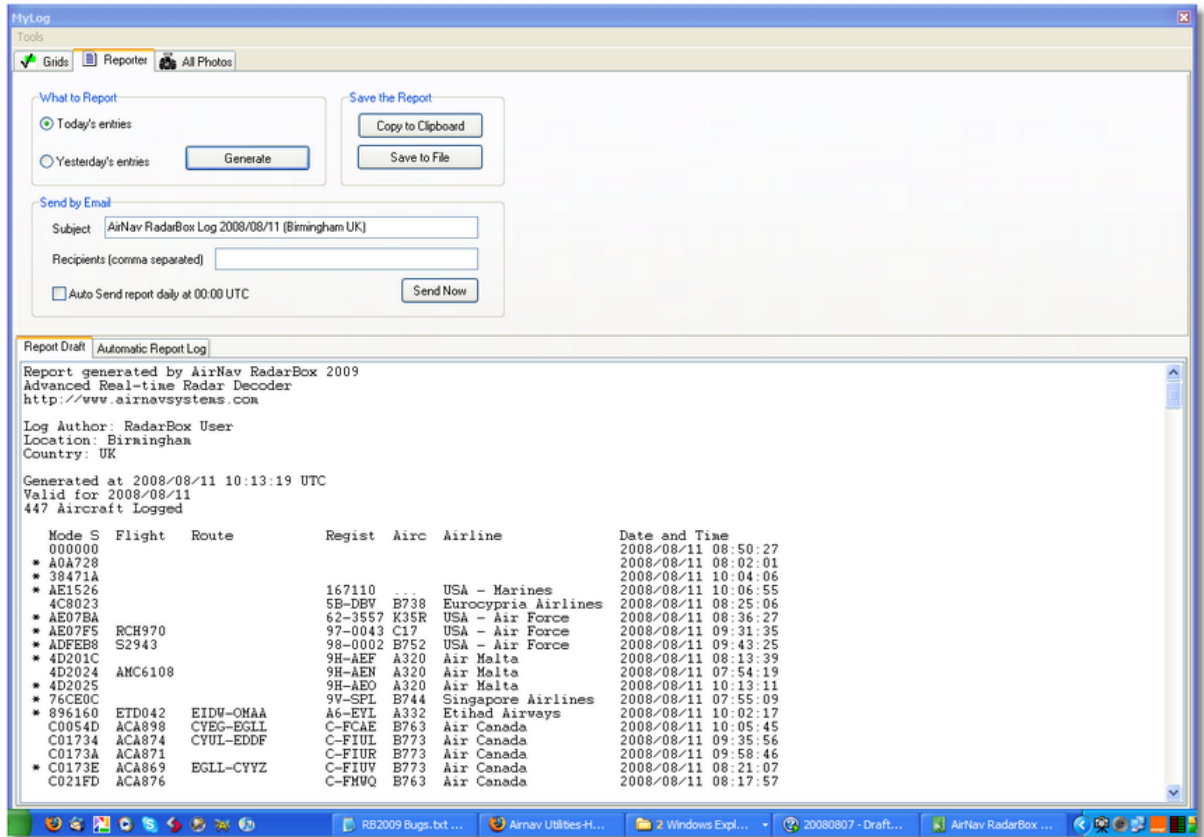 MyLog
Tools
Grids Reporter All Photos
What to Report
Today's entries
Yesterday's entries
Generate
Save the Report
Copy to Clipboard
Save to File
Send by Email
Subject AirNav RadarBox Log 2008/08/11 (Birmingham UK)
Recipients (comma separated)
Auto Send report daily at 00:00 UTC
Send Now
Report Draft Automatic Report Log
Report generated by AirNav RadarBox 2009
Advanced Real-time Radar Decoder
http://www.airnavsystems.com
Log Author: RadarBox User
Location: Birmingham
Country: UK
Generated at 2008/08/11 10:13:19 UTC
Valid for 2008/08/11
447 Aircraft Logged
Mode S Flight Route Regist Airc Airline Date and Time
000000 2008/08/11 08:50:27
* A0A728 2008/08/11 08:02:01
* 38471A 2008/08/11 10:04:06
* AE1526 167110 ... USA - Marines 2008/08/11 10:06:55
4C8023 5B-DBV B738 Eurocypria Airlines 2008/08/11 08:25:06
* AE07BA 62-3557 K35R USA - Air Force 2008/08/11 08:36:27
* AE07F5 RCH970 97-0043 C17 USA - Air Force 2008/08/11 09:31:35
* ADFEB8 S2943 98-0002 B752 USA - Air Force 2008/08/11 09:43:25
* 4D201C 9H-AEF A320 Air Malta 2008/08/11 08:13:39
4D2024 AMC6108 9H-AEN A320 Air Malta 2008/08/11 07:54:19
* 4D2025 9H-AEO A320 Air Malta 2008/08/11 10:13:11
* 76CE0C 9V-SPL B744 Singapore Airlines 2008/08/11 07:55:09
* 896160 ETD042 EIDW-OMAA A6-EYL A332 Etihad Airways 2008/08/11 10:02:17
C0054D ACA898 CYEG-EGLL C-FCAE B763 Air Canada 2008/08/11 10:05:45
C01734 ACA874 CYUL-EDDF C-FIUL B773 Air Canada 2008/08/11 09:35:56
C0173A ACA871 C-FIUR B773 Air Canada 2008/08/11 09:58:46
* C0173E ACA869 EGLL-CYYZ C-FIUV B773 Air Canada 2008/08/11 08:21:07
C021FD ACA876 C-FMWQ B763 Air Canada 2008/08/11 08:17:57
RB2009 Bugs.txt ... Airnav Utilities-H... 2 Windows Expl... 20080807 - Draft... AirNav RadarBox ...